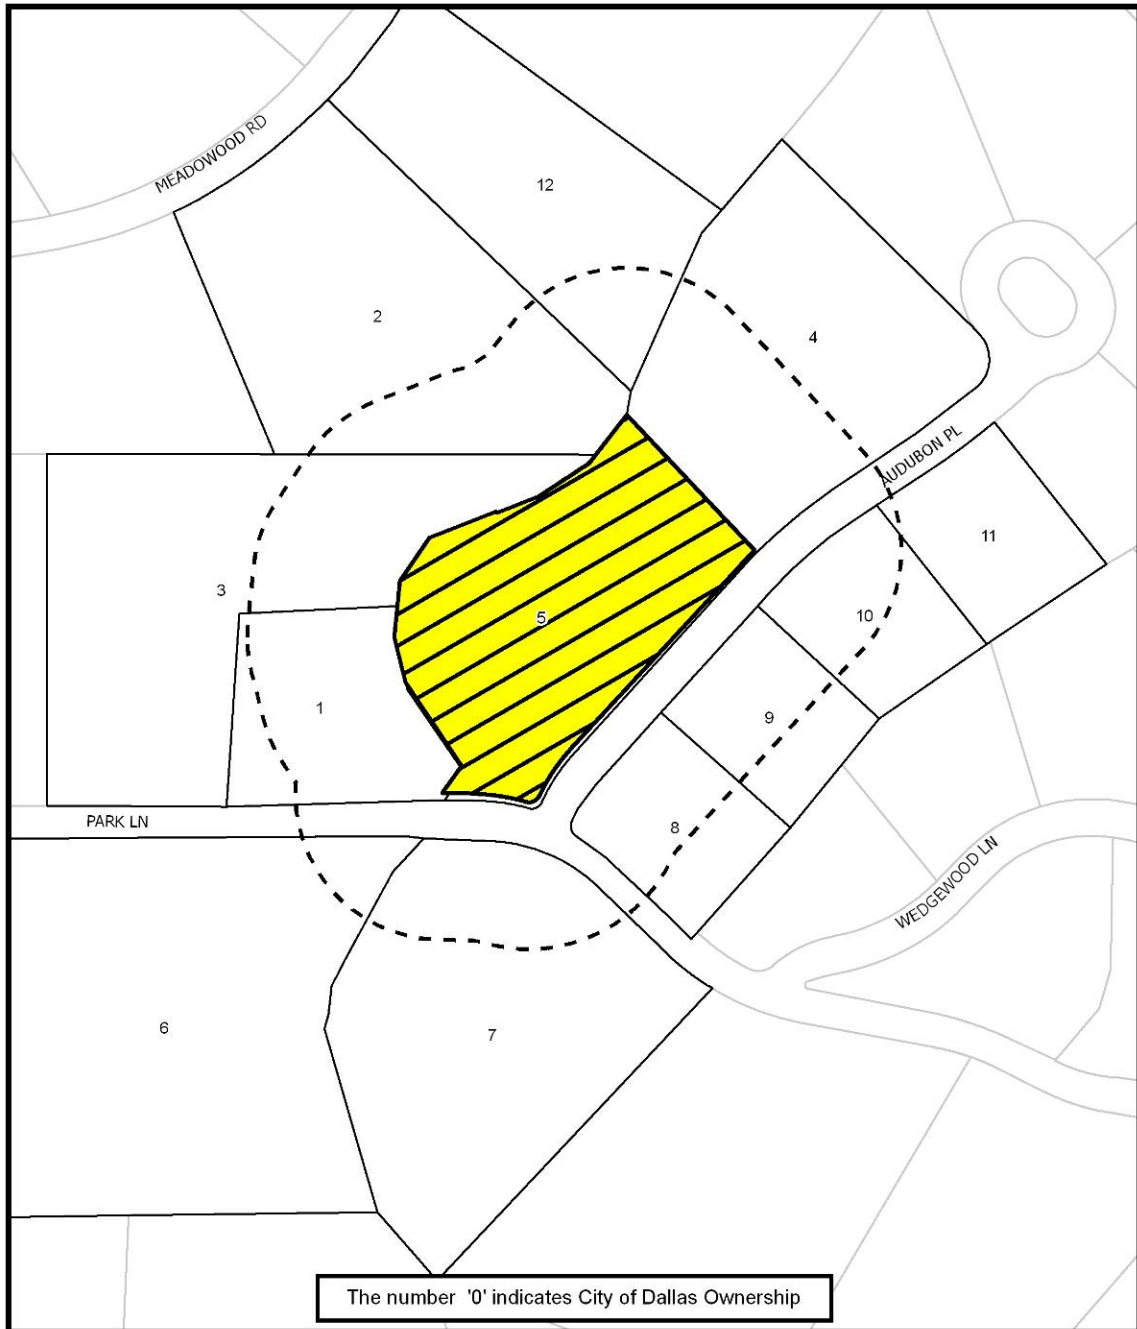 MEADOWOOD RD
12
2
4
AUDUBON PL
11
3
5
10
1
9
PARK LN
8
WEDGEWOOD LN
6
7
The number '0' indicates City of Dallas Ownership